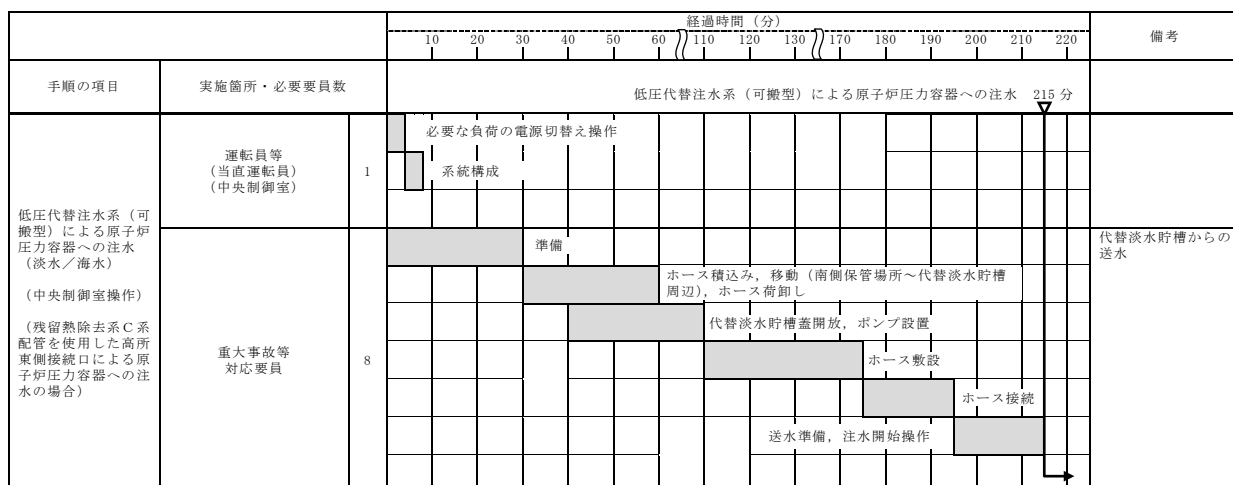 経過時間（分）
備考
10 20 30 40 50 60 110 120 130 170 180 190 200 210 220
手順の項目
実施箇所・必要要員数
低圧代替注水系（可搬型）による原子炉圧力容器への注水 215 分
低圧代替注水系（可
搬型）による原子炉
圧力容器への注水
（淡水／海水）
（中央制御室操作）
（残留熱除去系Ｃ系
配管を使用した高所
東側接続口による原
子炉圧力容器への注
水の場合）
運転員等
（当直運転員）
（中央制御室）
1
必要な負荷の電源切替え操作
系統構成
重大事故等
対応要員
8
準備
ホース積込み，移動（南側保管場所～代替淡水貯槽
周辺），ホース荷卸し
代替淡水貯槽蓋開放，ポンプ設置
ホース敷設
ホース接続
送水準備，注水開始操作
代替淡水貯槽からの
送水